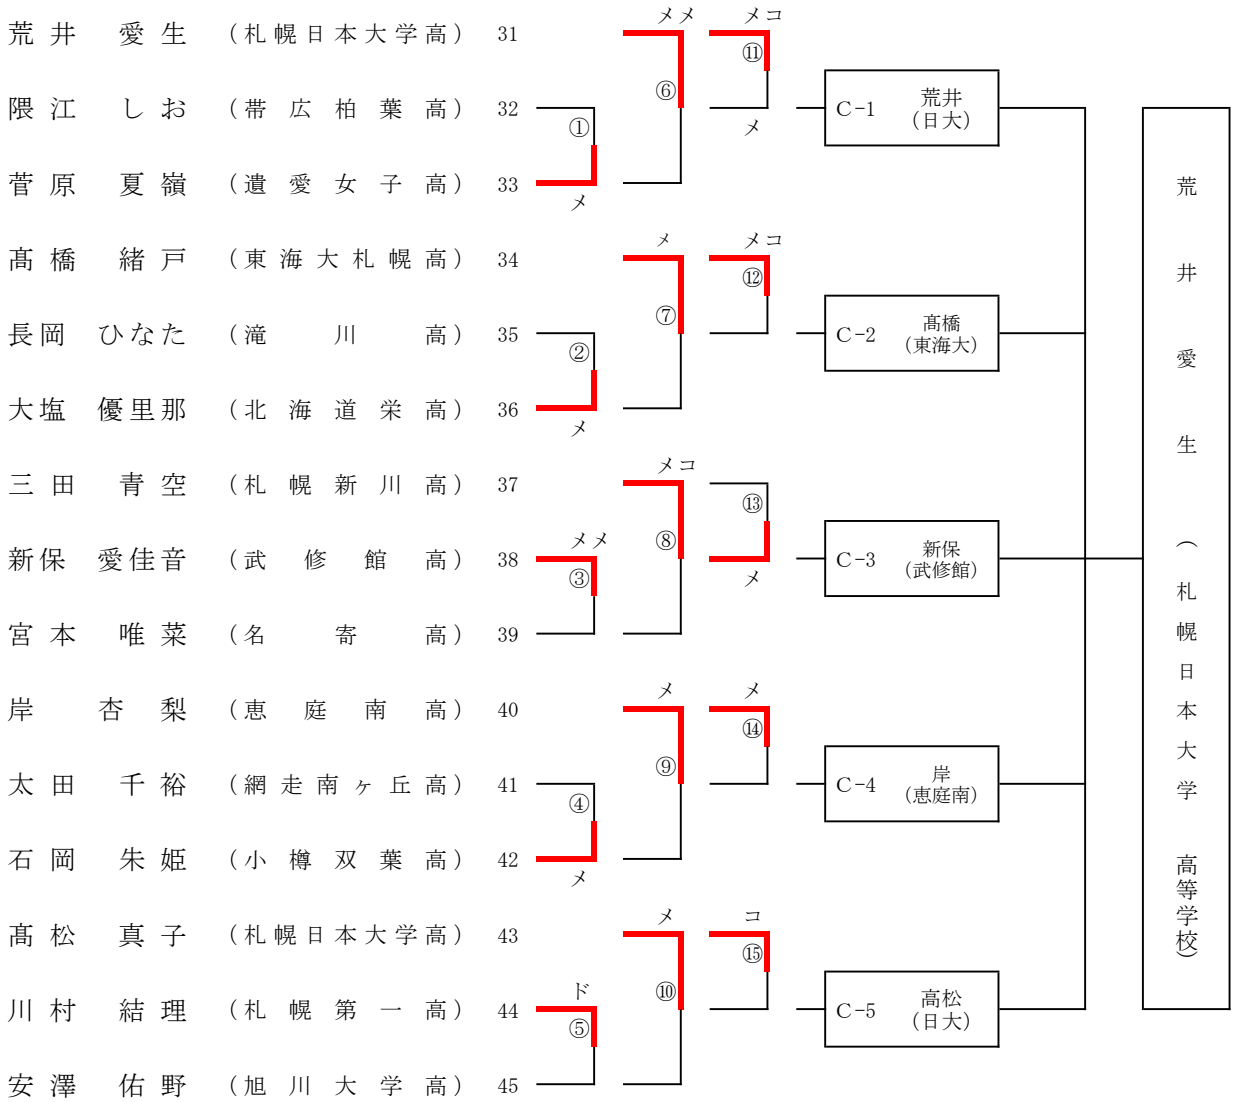 荒井 愛生 (札幌日本大学高) 31
隈江 しお (帯広柏葉高) 32
菅原 夏嶺 (遺愛女子高) 33
髙橋 緒戸 (東海大札幌高) 34
長岡 ひなた (滝川高) 35
大塩 優里那 (北海道栄高) 36
三田 青空 (札幌新川高) 37
新保 愛佳音 (武修館高) 38
宮本 唯菜 (名寄高) 39
岸 杏梨 (恵庭南高) 40
太田 千裕 (網走南ヶ丘高) 41
石岡 朱姫 (小樽双葉高) 42
髙松 真子 (札幌日本大学高) 43
川村 結理 (札幌第一高) 44
安澤 佑野 (旭川大学高) 45
①
メ
②
メ
メメ
③
④
メ
ド
⑤
メメ
⑥
メ
⑦
メコ
⑧
メ
⑨
メ
⑩
メコ
⑪
メ
メコ
⑫
⑬
メ
メ
⑭
コ
⑮
C-1 荒井
(日大)
C-2 髙橋
(東海大)
C-3 新保
(武修館)
C-4 岸
(恵庭南)
C-5 高松
(日大)
荒井愛生(札幌日本大学 高等学校)